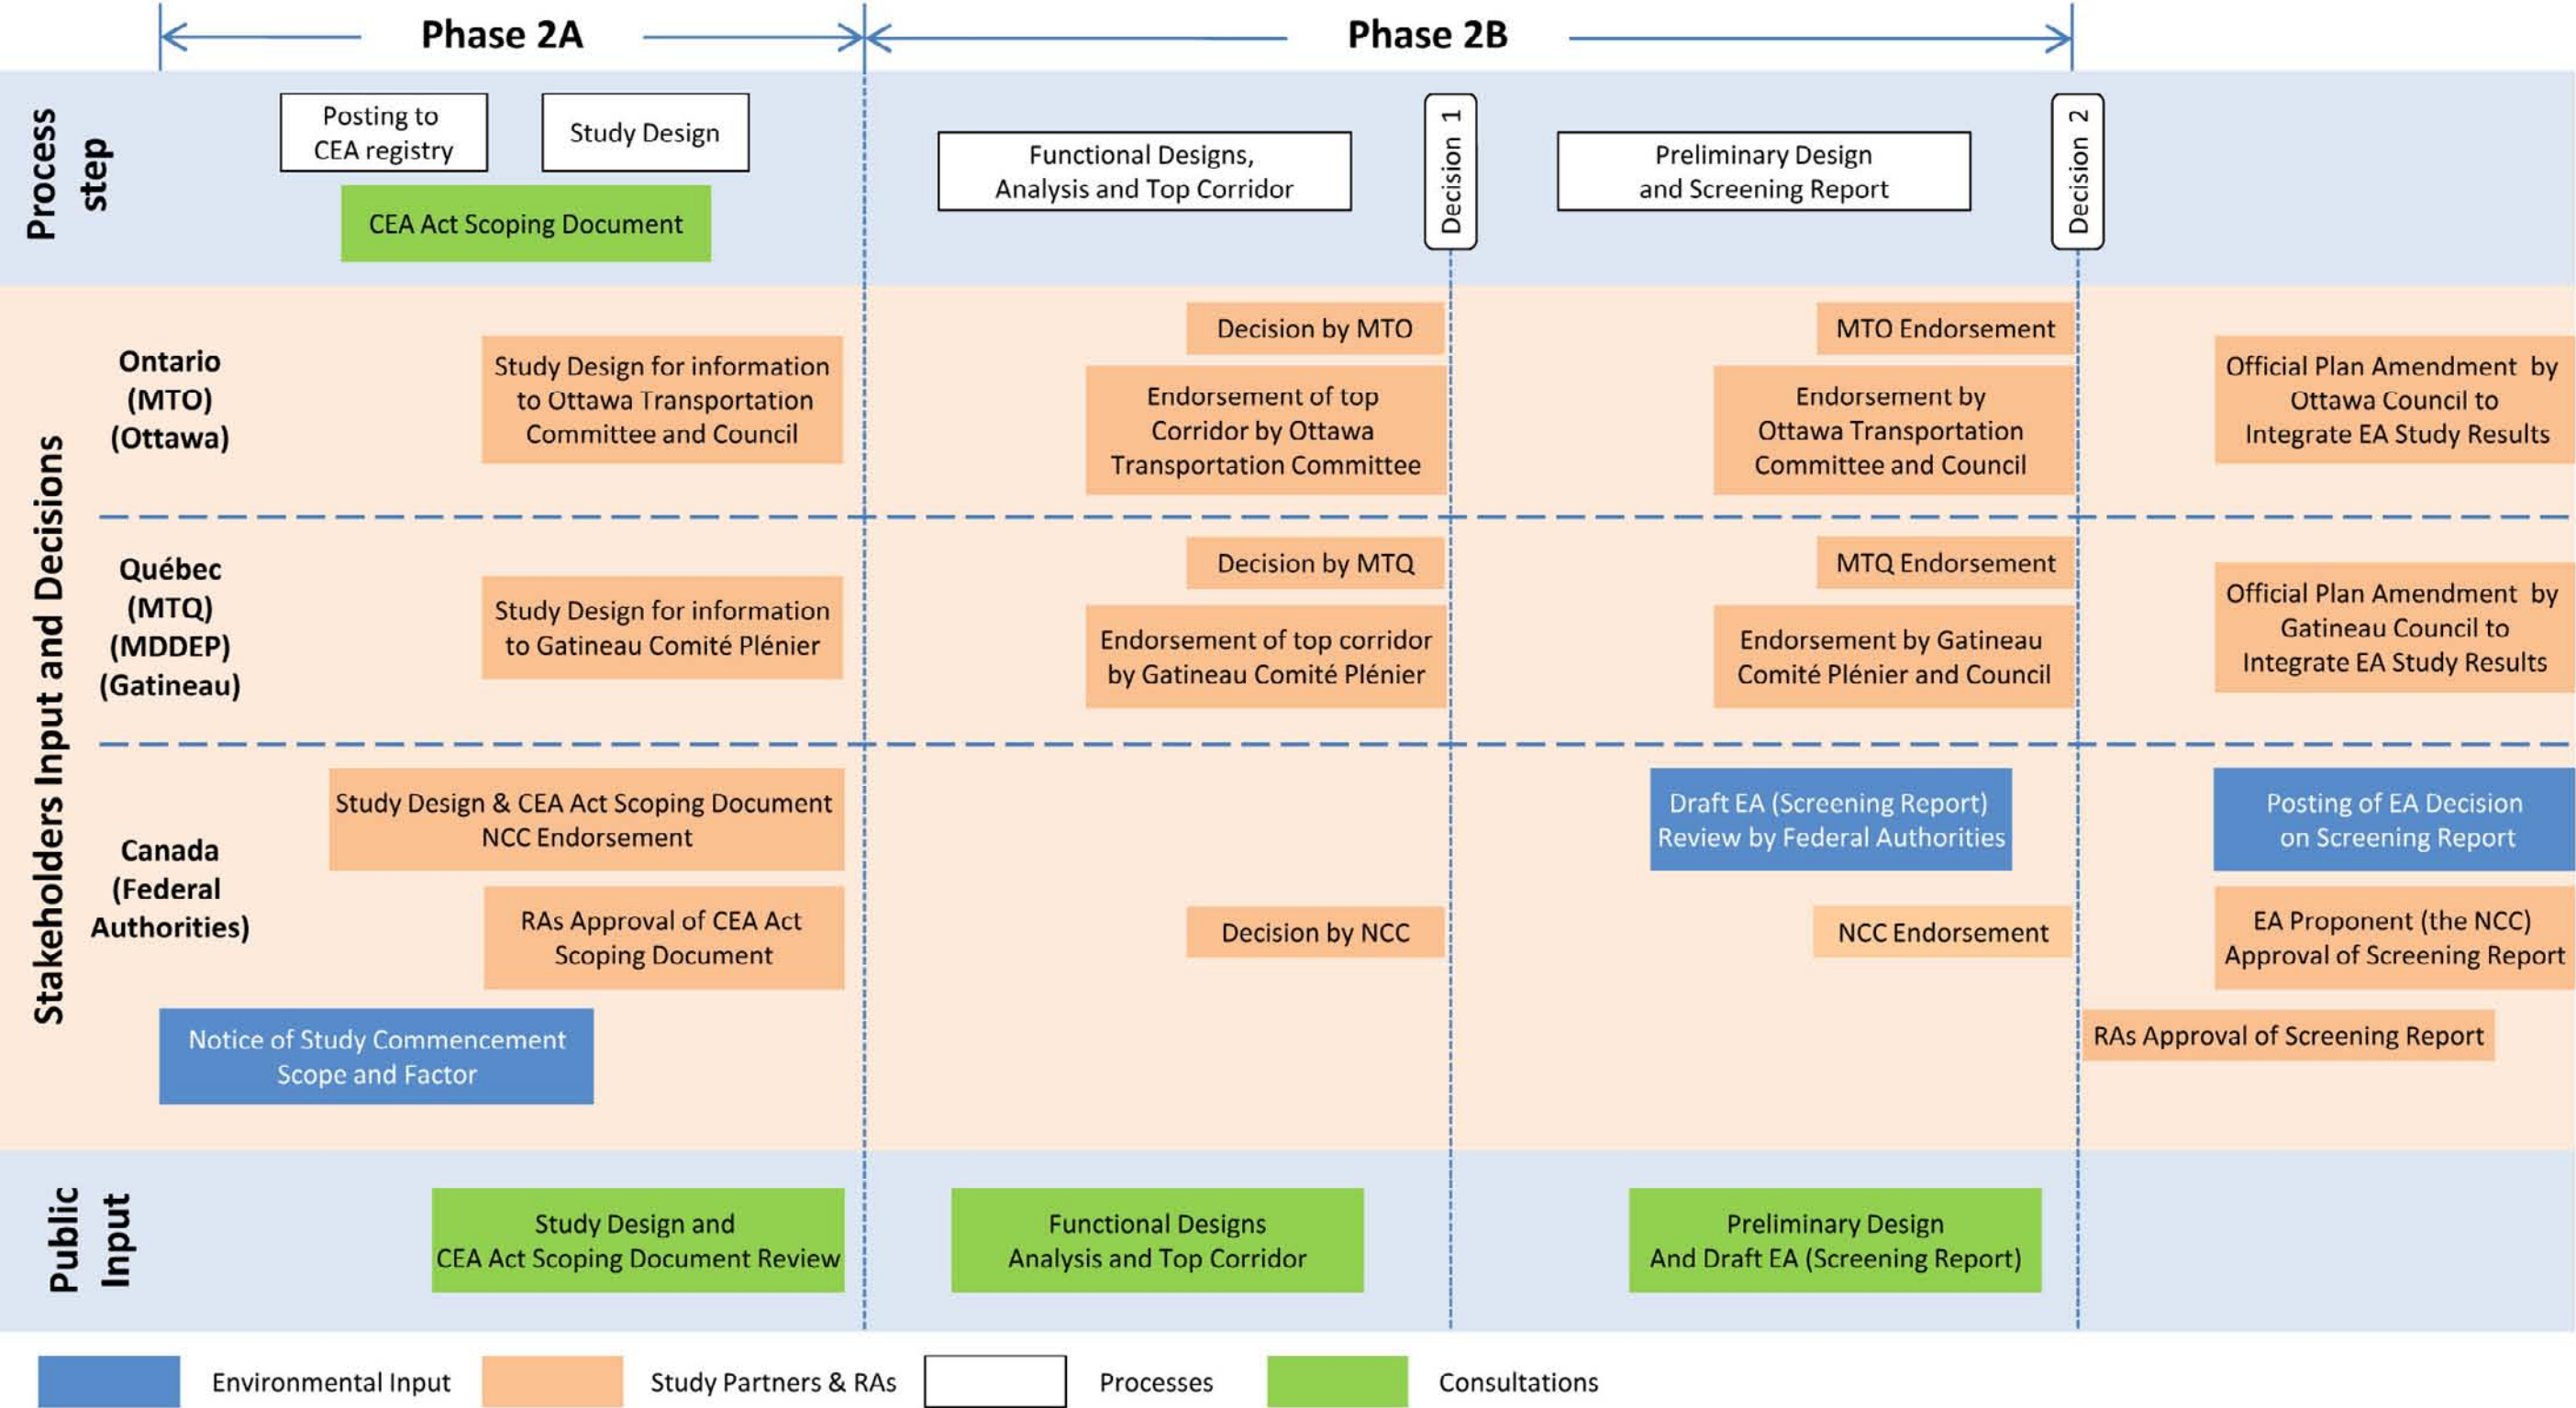 Phase 2A
Phase 2B
Process
step
Posting to
CEA registry
Study Design
CEA Act Scoping Document
Functional Designs,
Analysis and Top Corridor
Decision 1
Preliminary Design
and Screening Report
Decision 2
Stakeholders Input and Decisions
Ontario
(MTO)
(Ottawa)
Study Design for information
to Ottawa Transportation
Committee and Council
Decision by MTO
Endorsement of top
Corridor by Ottawa
Transportation Committee
MTO Endorsement
Endorsement by
Ottawa Transportation
Committee and Council
Official Plan Amendment by
Ottawa Council to
Integrate EA Study Results
Québec
(MTQ)
(MDDEP)
(Gatineau)
Study Design for information
to Gatineau Comité Plénier
Decision by MTQ
Endorsement of top corridor
by Gatineau Comité Plénier
MTQ Endorsement
Endorsement by Gatineau
Comité Plénier and Council
Official Plan Amendment by
Gatineau Council to
Integrate EA Study Results
Canada
(Federal
Authorities)
Study Design & CEA Act Scoping Document
NCC Endorsement
RAs Approval of CEA Act
Scoping Document
Notice of Study Commencement
Scope and Factor
Decision by NCC
Draft EA (Screening Report)
Review by Federal Authorities
NCC Endorsement
Posting of EA Decision
on Screening Report
EA Proponent (the NCC)
Approval of Screening Report
RAs Approval of Screening Report
Public
Input
Study Design and
CEA Act Scoping Document Review
Functional Designs
Analysis and Top Corridor
Preliminary Design
And Draft EA (Screening Report)
Environmental Input
Study Partners & RAs
Processes
Consultations